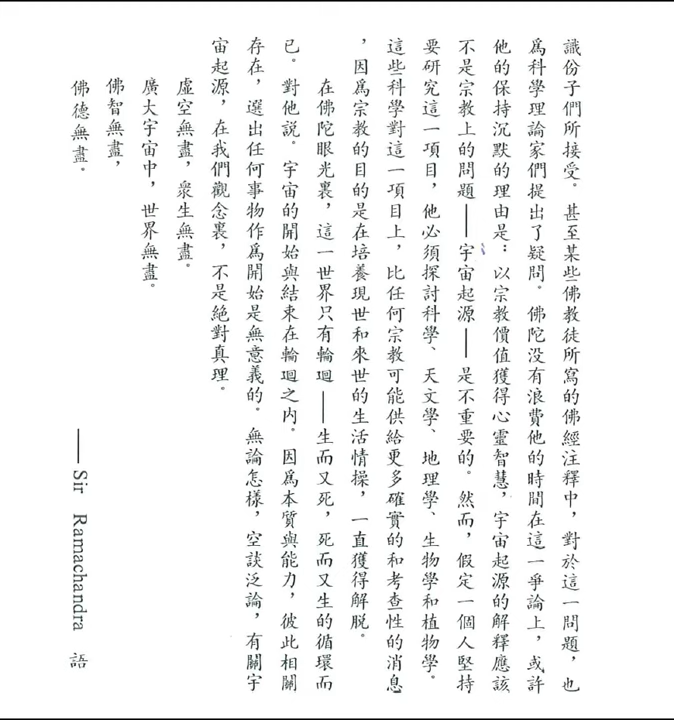 識份子們所接受。甚至某些佛教徒所寫的佛經注釋中，對於這一問題，也
爲科學理論家們提出了疑問。佛陀没有浪費他的時間在這一爭論上，或許
他的保持沉默的理由是：以宗教價值獲得心靈智慧，宇宙起源的解釋應該
不是宗教上的問題——宇宙起源——是不重要的。然而，假定一個人堅持
要研究這一項目，他必須探討科學、天文學、地理學、生物學和植物學。
這些科學對這一項目上，比任何宗教可能供給更多確實的和考查性的消息
，因爲宗教的目的是在培養現世和來世的生活情操，一直獲得解脱。
在佛陀眼光裏，這一世界只有輪迴——生而又死，死而又生的循環而
已。對他説。宇宙的開始與結束在輪迴之内。因爲本質與能力，彼此相關
存在，選出任何事物作爲開始是無意義的。無論怎樣，空談泛論，有關宇
宙起源，在我們觀念裏，不是絕對真理。
虛空無盡，衆生無盡。
廣大宇宙中，世界無盡。
佛智無盡，
佛德無盡。
——Sir Ramachandra 語